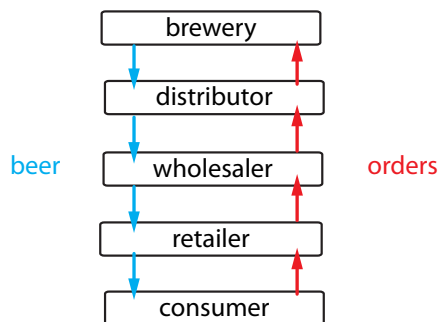 brewery
distributor
beer
wholesaler
orders
retailer
consumer